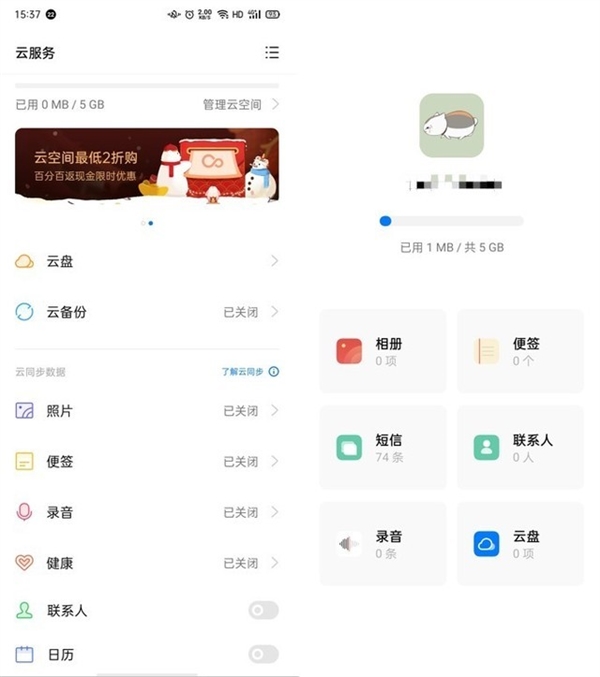 15:37 22 2.00 KB/S HD 4G 93
云服务
已用 0 MB / 5 GB 管理云空间
云空间最低2折购
百分百返现金限时优惠
云盘
云备份 已关闭
云同步数据 了解云同步
照片 已关闭
便签 已关闭
录音 已关闭
健康 已关闭
联系人
日历
已用 1 MB / 共 5 GB
相册
0 项
便签
0 个
短信
74 条
联系人
0 人
录音
0 条
云盘
0 项